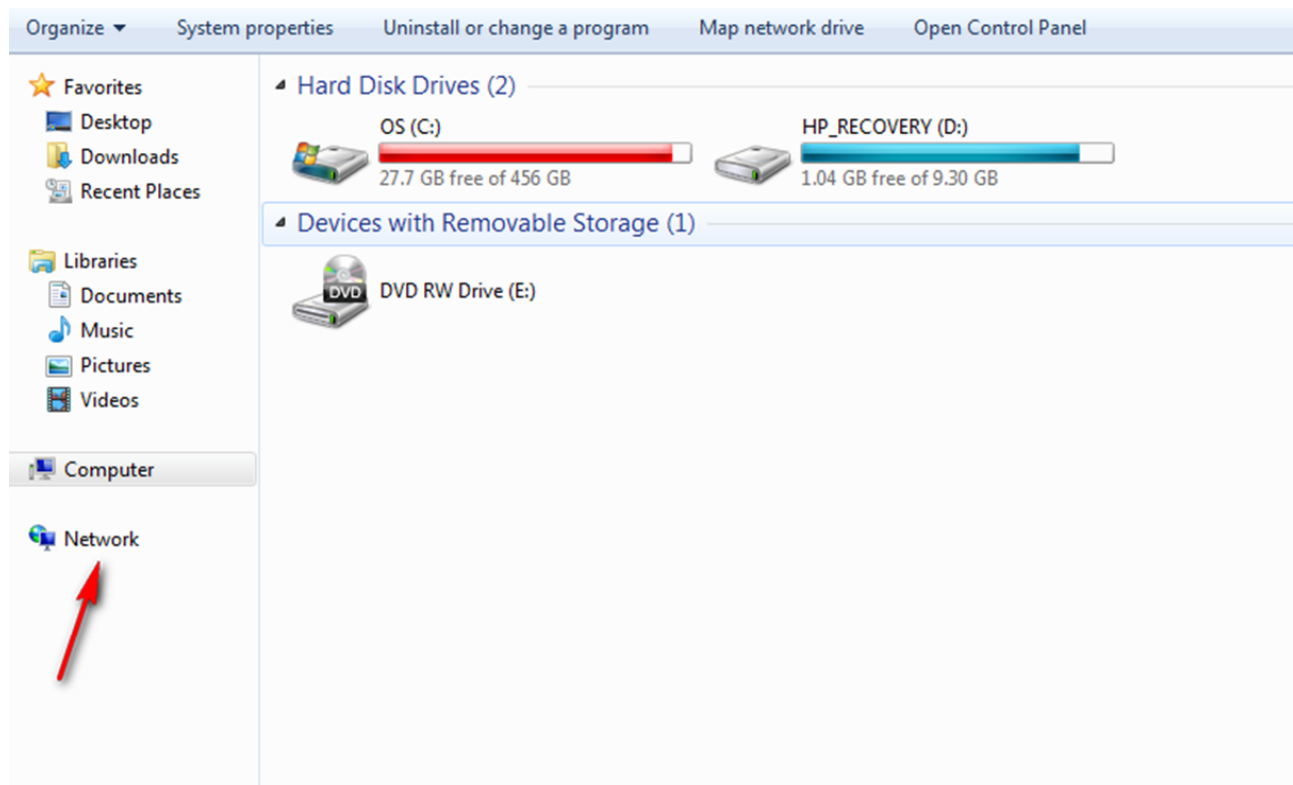 Organize System properties Uninstall or change a program Map network drive Open Control Panel
Favorites
Desktop
Downloads
Recent Places
Libraries
Documents
Music
Pictures
Videos
Computer
Network
Hard Disk Drives (2)
OS (C:)
27.7 GB free of 456 GB
HP_RECOVERY (D:)
1.04 GB free of 9.30 GB
Devices with Removable Storage (1)
DVD
DVD RW Drive (E:)